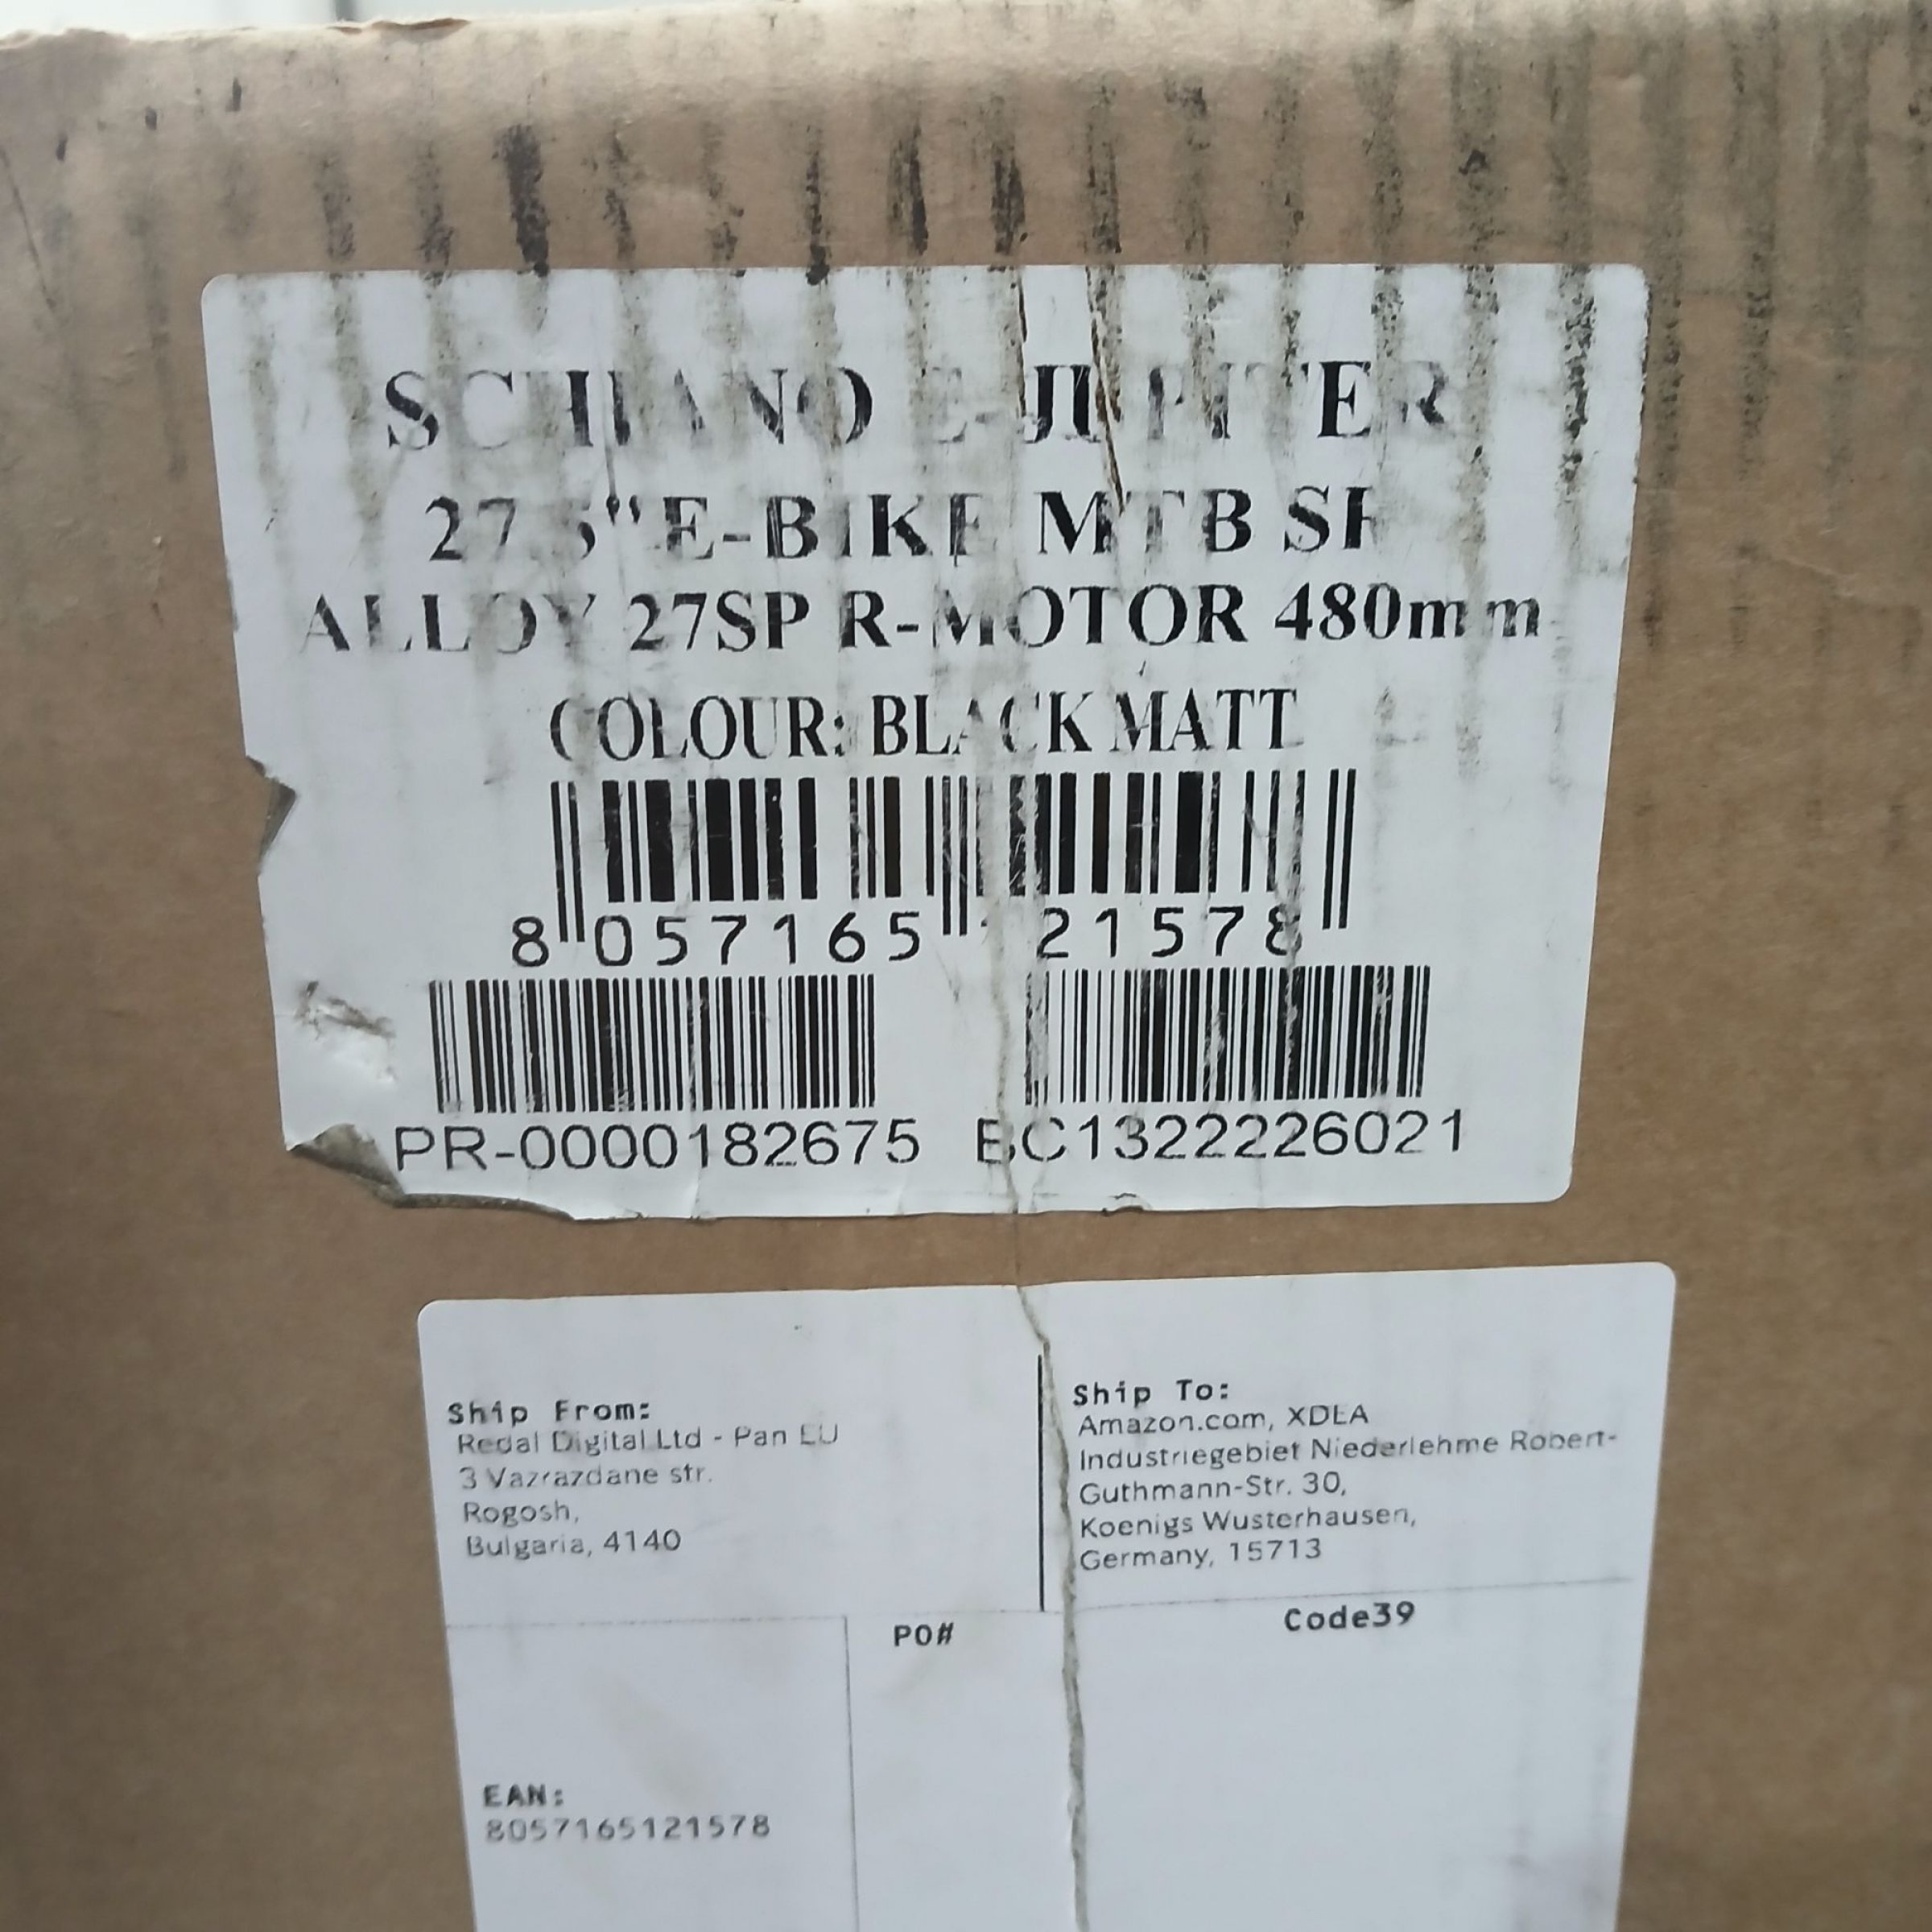 SCHIANO E-JUPITER
27.5"E-BIKE MTB SF
ALLOY 27SP R-MOTOR 480mm
COLOUR: BLACK MATT
8 057165 121578
PR-0000182675 BC1322226021
Ship From:
Redal Digital Ltd - Pan EU
3 Vazrazdane str.
Rogosh,
Bulgaria, 4140
Ship To:
Amazon.com, XDEA
Industriegebiet Niederlehme Robert-
Guthmann-Str. 30,
Koenigs Wusterhausen,
Germany, 15713
PO#
Code39
EAN:
8057165121578